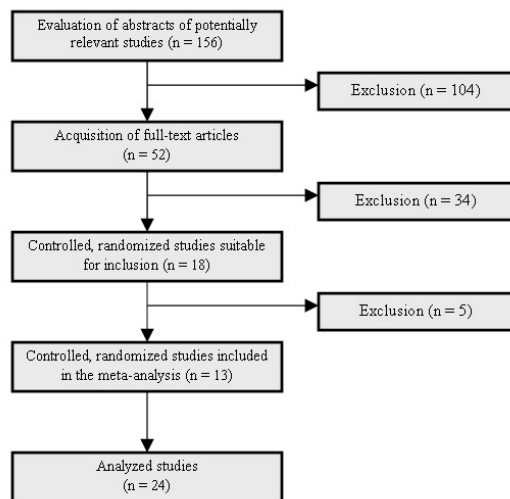 Evaluation of abstracts of potentially
relevant studies (n = 156)
Exclusion (n = 104)
Acquisition of full-text articles
(n = 52)
Exclusion (n = 34)
Controlled, randomized studies suitable
for inclusion (n = 18)
Exclusion (n = 5)
Controlled, randomized studies included
in the meta-analysis (n = 13)
Analyzed studies
(n = 24)